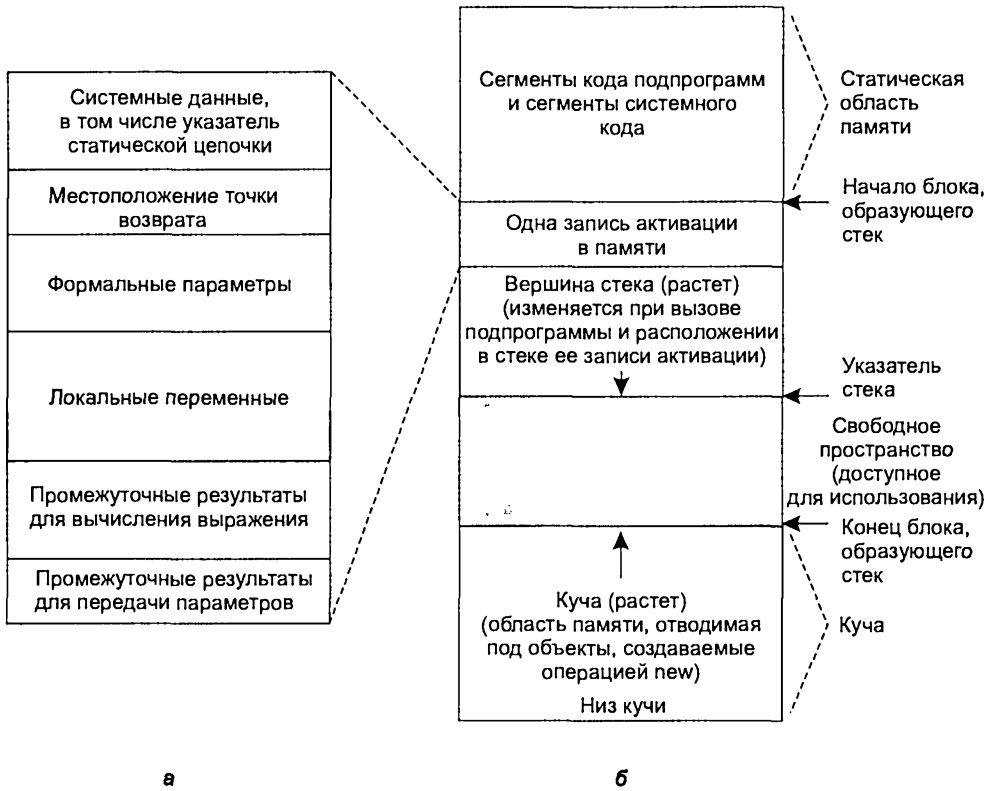 Системные данные,
в том числе указатель
статической цепочки
Местоположение точки
возврата
Формальные параметры
Локальные переменные
Промежуточные результаты
для вычисления выражения
Промежуточные результаты
для передачи параметров
а
Сегменты кода подпрограмм
и сегменты системного
кода
Одна запись активации
в памяти
Вершина стека (растет)
(изменяется при вызове
подпрограммы и расположении
в стеке ее записи активации)
Куча (растет)
(область памяти, отводимая
под объекты, создаваемые
операцией new)
Низ кучи
б
Статическая
область
памяти
Начало блока,
образующего
стек
Указатель
стека
Свободное
пространство
(доступное
для использования)
Конец блока,
образующего
стек
Куча